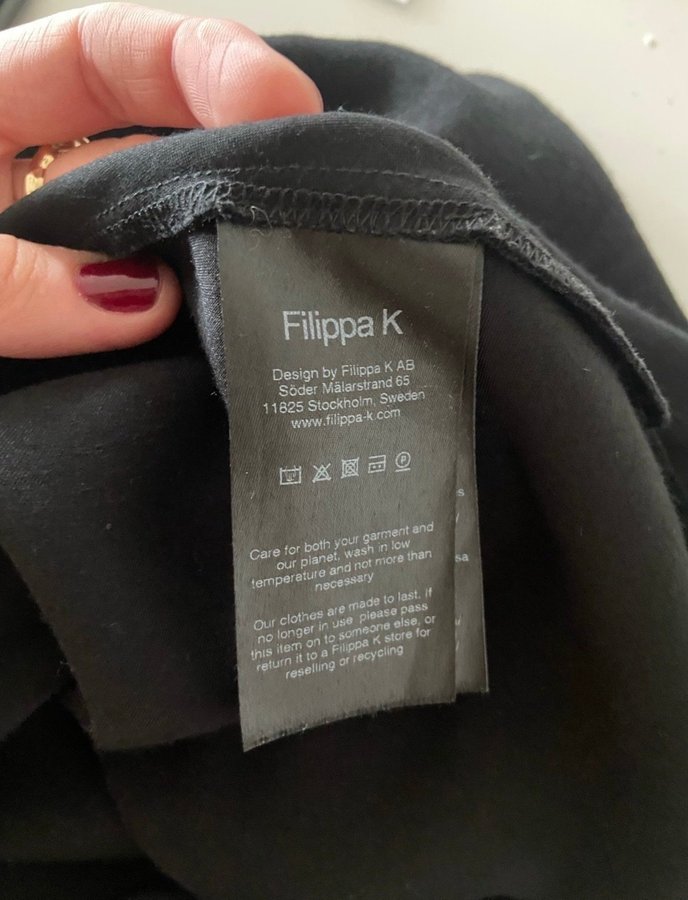 Filippa K
Design by Filippa K AB
Söder Mälarstrand 65
11825 Stockholm, Sweden
www.filippa-k.com
Care for both your garment and
our planet, wash in low
temperature and not more than
necessary
Our clothes are made to last. If
no longer in use please pass
this item on to someone else, or
return it to a Filippa K store for
reselling or recycling